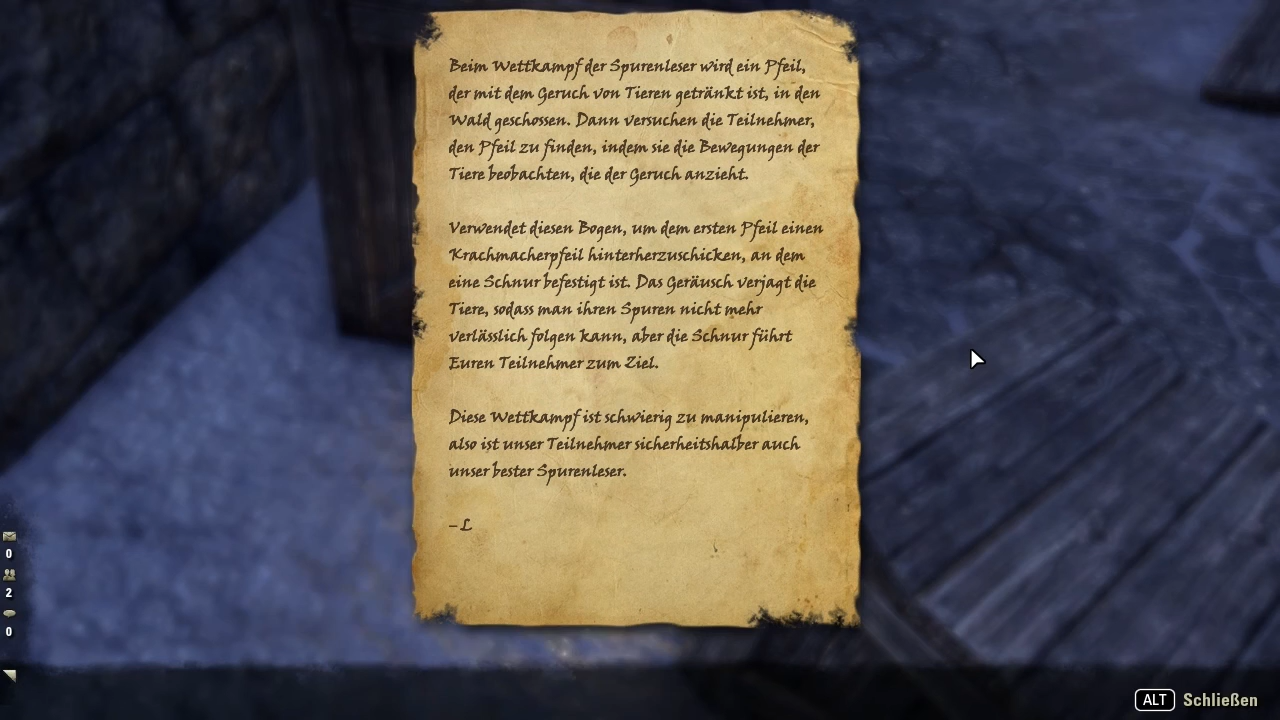 Beim Wettkampf der Spurenleser wird ein Pfeil,
der mit dem Geruch von Tieren getränkt ist, in den
Wald geschossen. Dann versuchen die Teilnehmer,
den Pfeil zu finden, indem sie die Bewegungen der
Tiere beobachten, die der Geruch anzieht.
Verwendet diesen Bogen, um dem ersten Pfeil einen
Krachmacherpfeil hinterherzuschicken, an dem
eine Schnur befestigt ist. Das Geräusch verjagt die
Tiere, sodass man ihren Spuren nicht mehr
verlässlich folgen kann, aber die Schnur führt
Euren Teilnehmer zum Ziel.
Diese Wettkampf ist schwierig zu manipulieren,
also ist unser Teilnehmer sicherheitshalber auch
unser bester Spurenleser.
– L
0
2
0
ALT Schließen